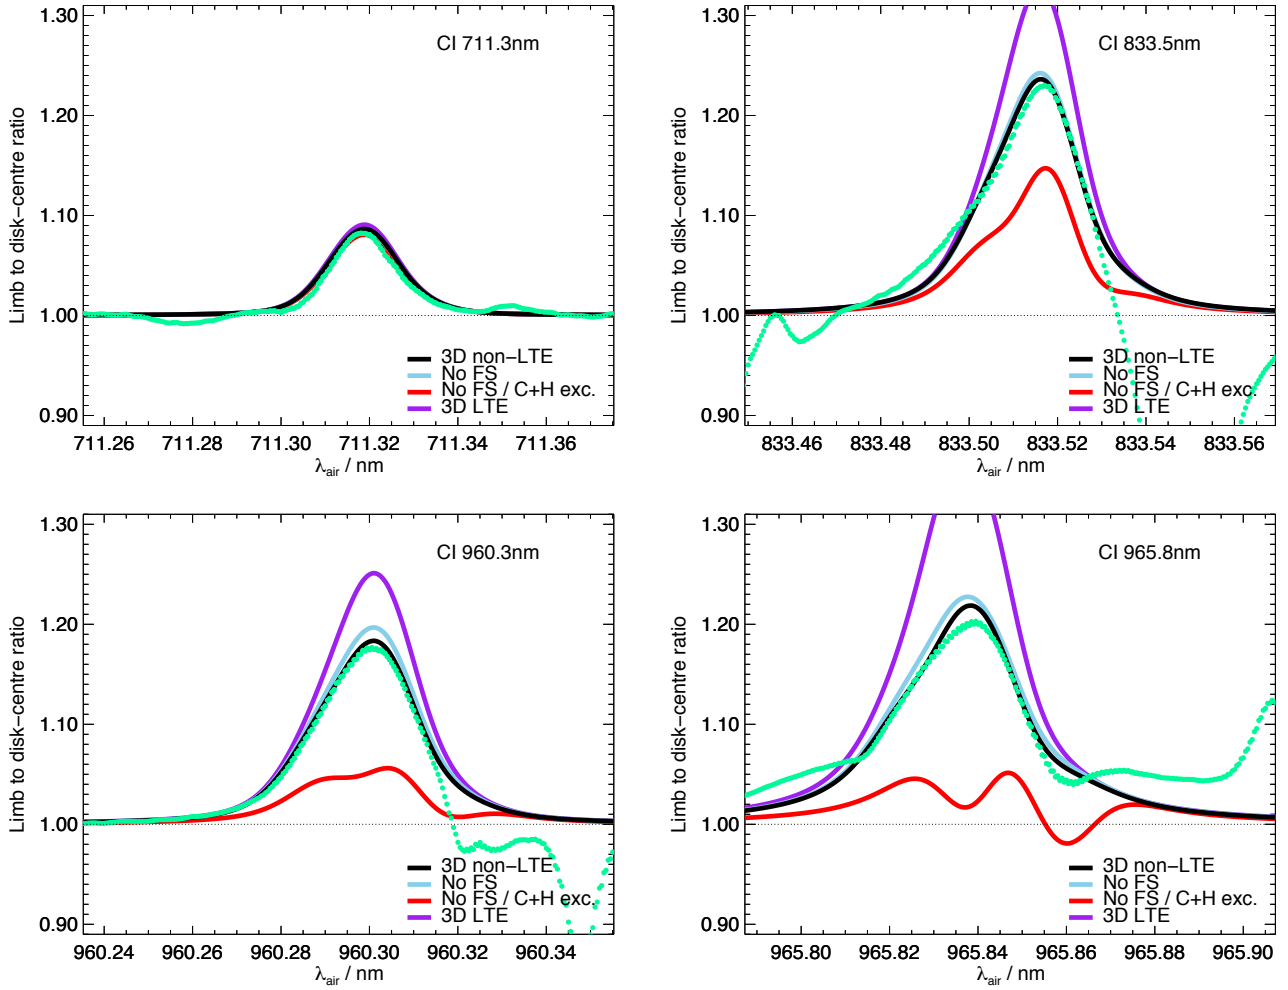 CI 711.3nm
Limb to disk−centre ratio
1.30
1.20
1.10
1.00
0.90
3D non−LTE
No FS
No FS / C+H exc.
3D LTE
711.26 711.28 711.30 711.32 711.34 711.36
λair / nm
CI 833.5nm
Limb to disk−centre ratio
1.30
1.20
1.10
1.00
0.90
3D non−LTE
No FS
No FS / C+H exc.
3D LTE
833.46 833.48 833.50 833.52 833.54 833.56
λair / nm
CI 960.3nm
Limb to disk−centre ratio
1.30
1.20
1.10
1.00
0.90
3D non−LTE
No FS
No FS / C+H exc.
3D LTE
960.24 960.26 960.28 960.30 960.32 960.34
λair / nm
CI 965.8nm
Limb to disk−centre ratio
1.30
1.20
1.10
1.00
0.90
3D non−LTE
No FS
No FS / C+H exc.
3D LTE
965.80 965.82 965.84 965.86 965.88 965.90
λair / nm